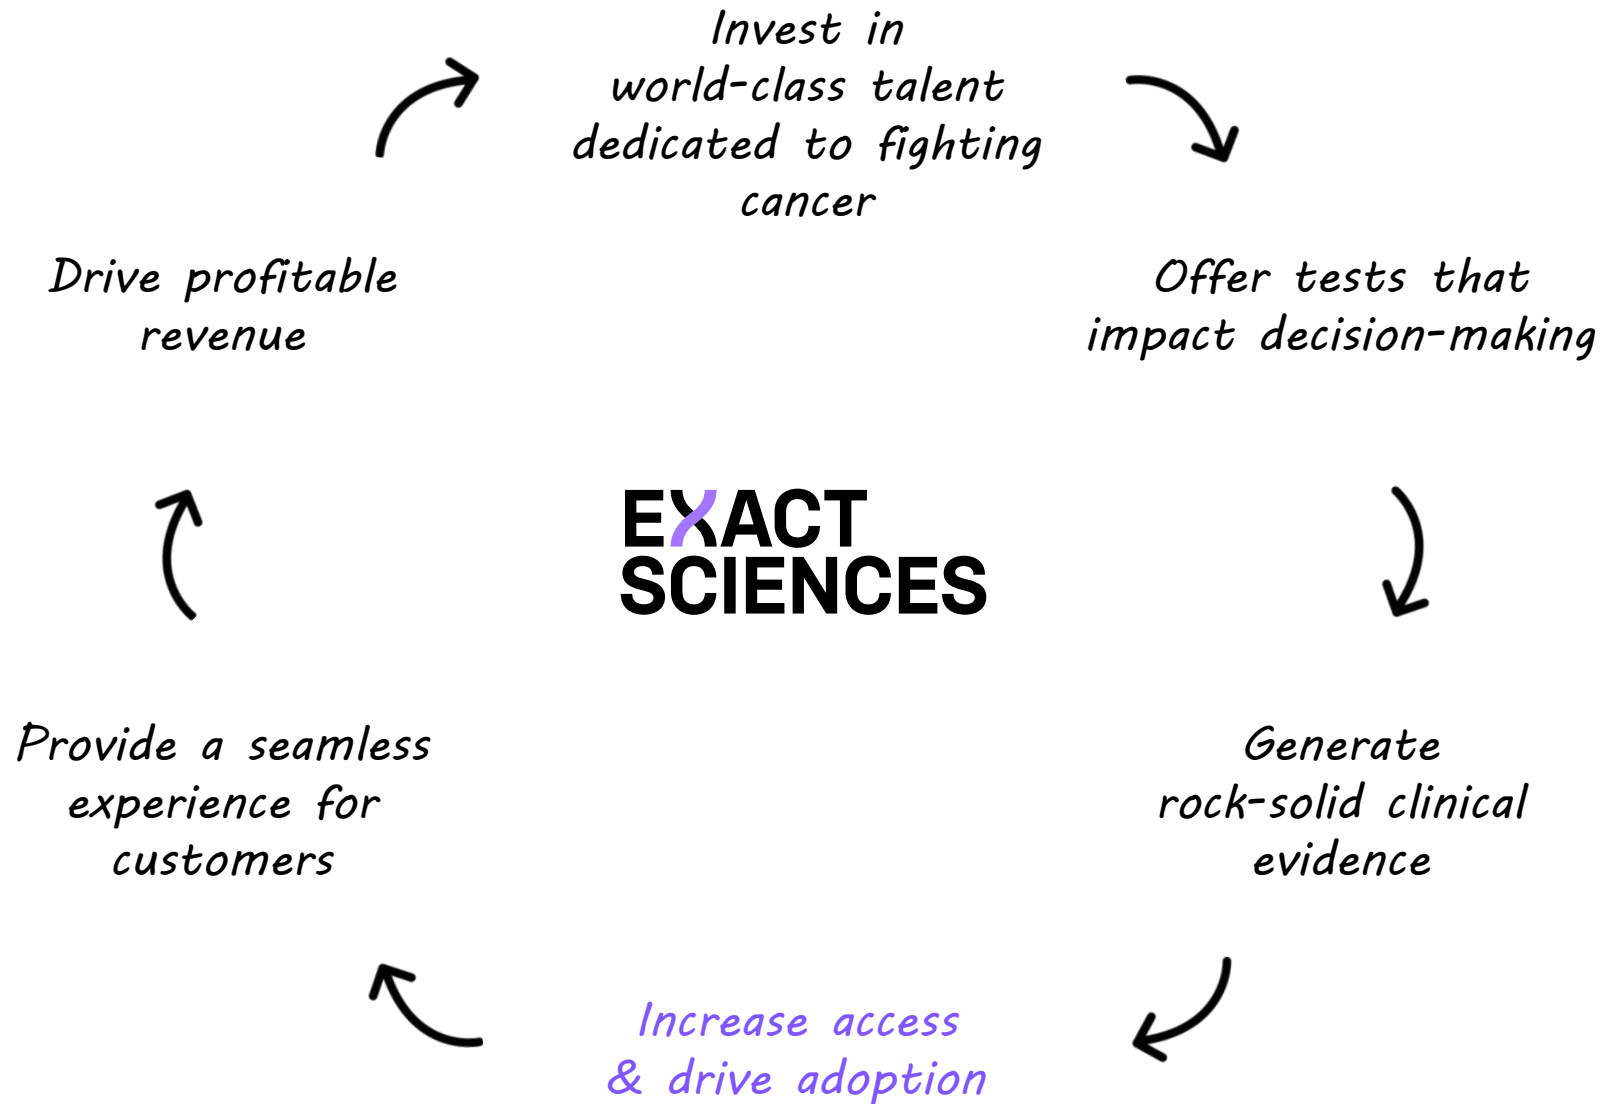 Invest in
world-class talent
dedicated to fighting
cancer
Offer tests that
impact decision-making
Generate
rock-solid clinical
evidence
Increase access
& drive adoption
Provide a seamless
experience for
customers
Drive profitable
revenue
EXACT
SCIENCES